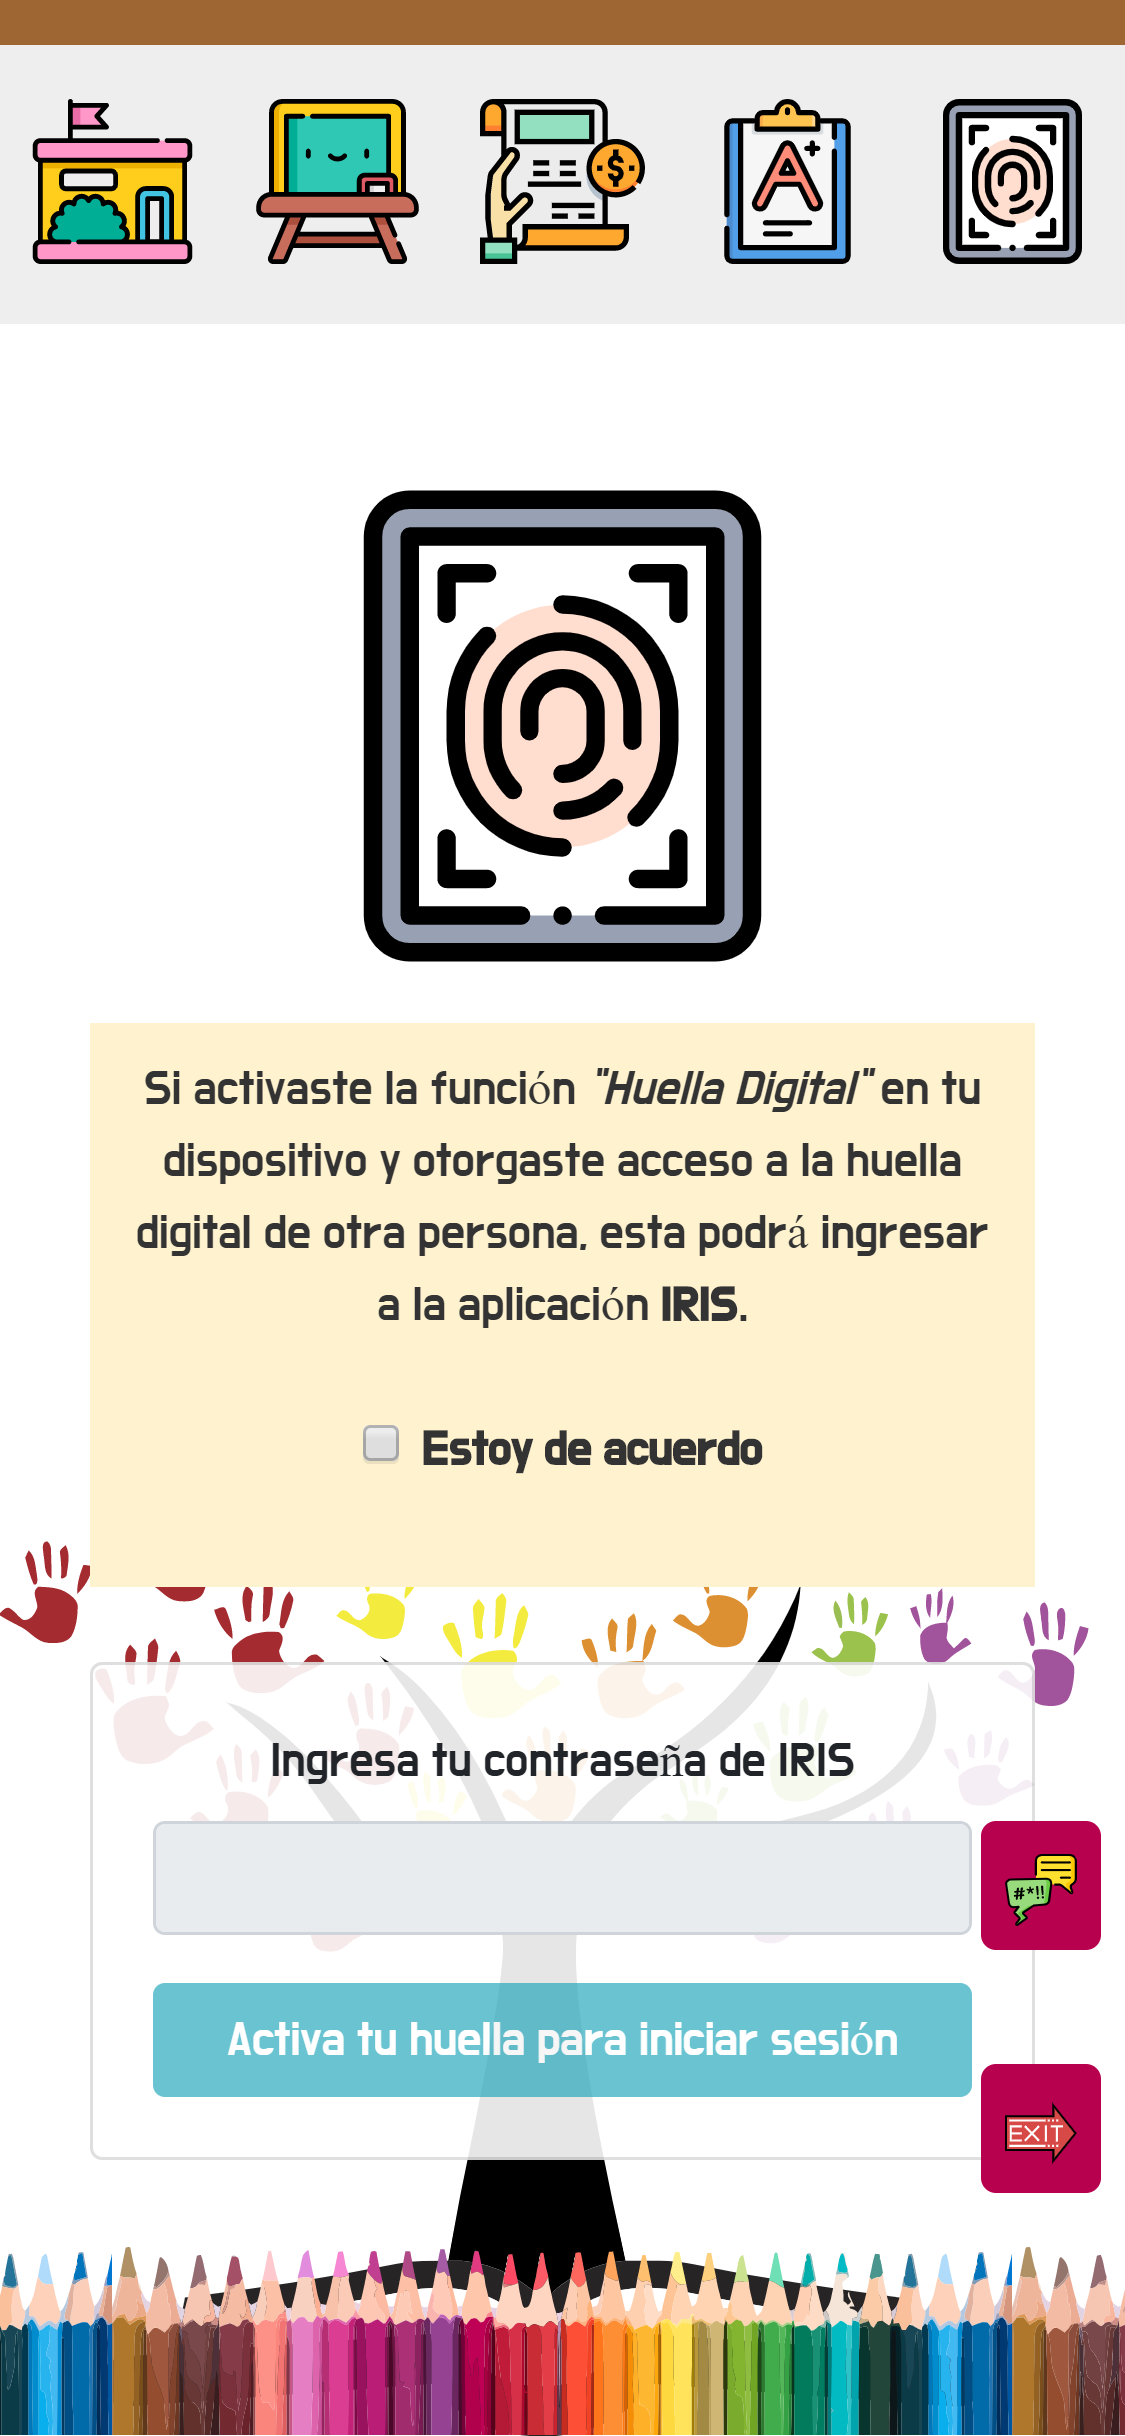 Si activaste la función "Huella Digital" en tu
dispositivo y otorgaste acceso a la huella
digital de otra persona, esta podrá ingresar
a la aplicación IRIS.
Estoy de acuerdo
Ingresa tu contraseña de IRIS
#*!!
Activa tu huella para iniciar sesión
EXIT